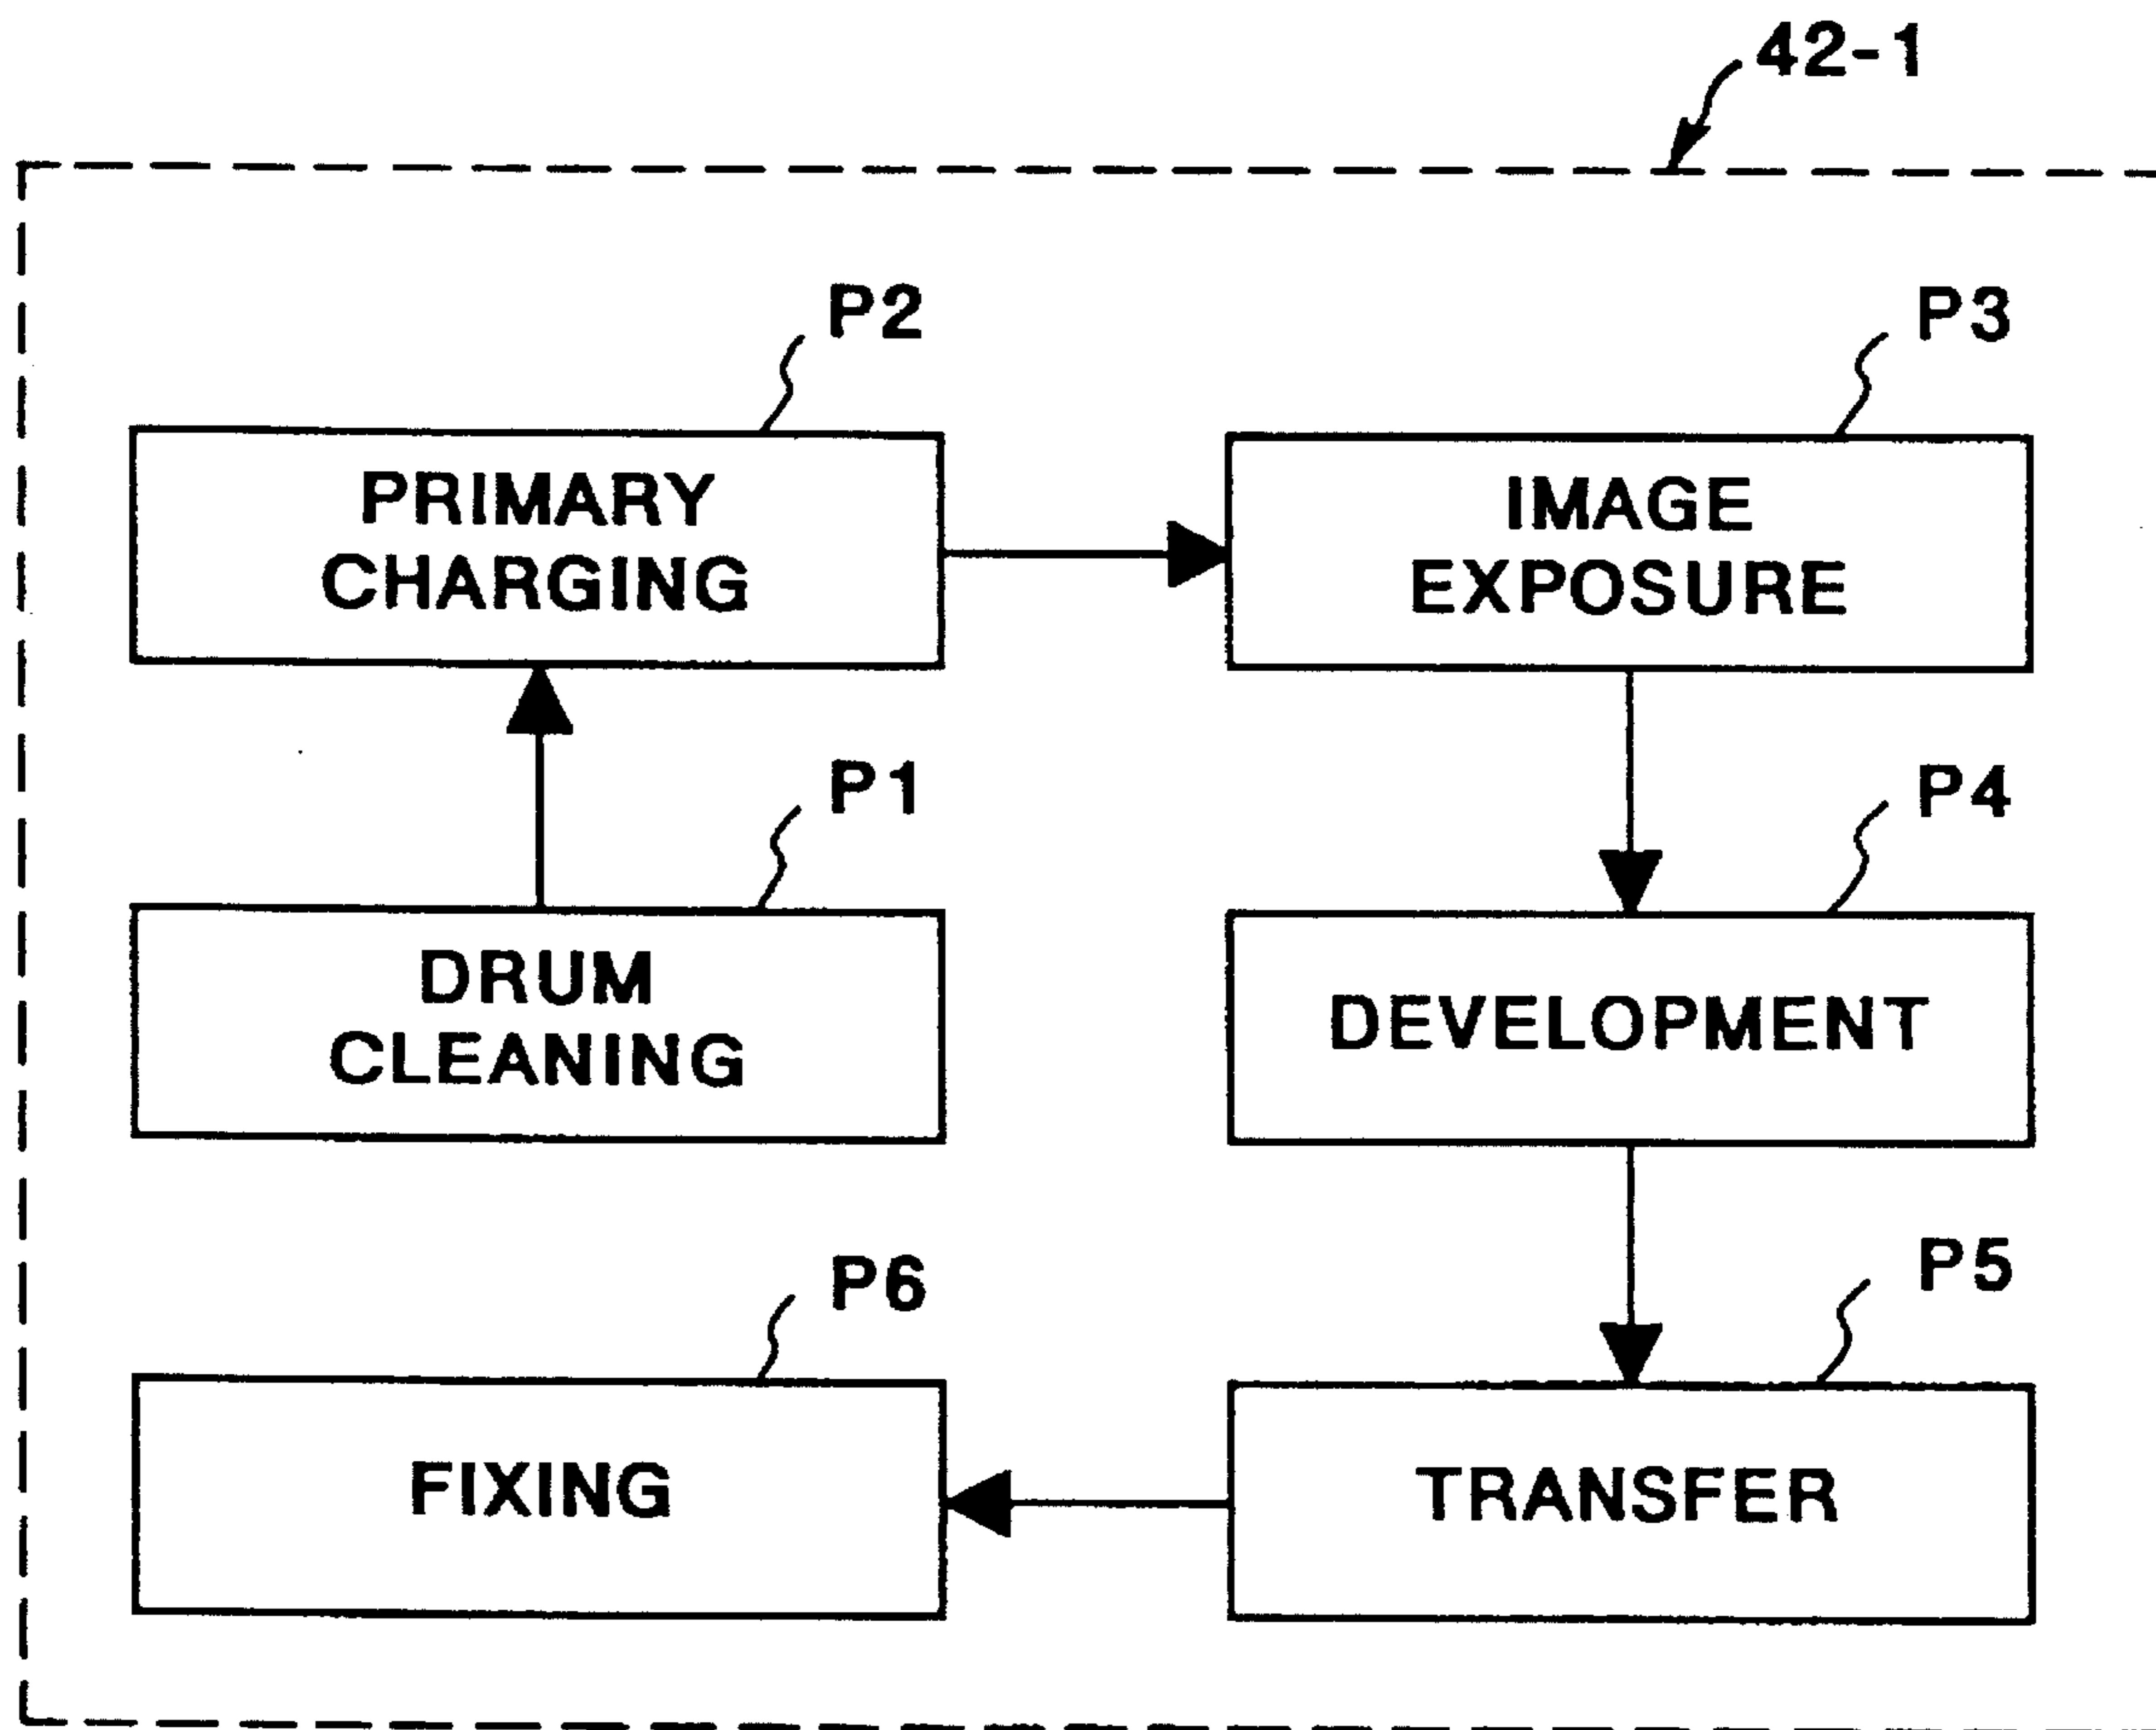 42-1
P2
P3
PRIMARY
CHARGING
IMAGE
EXPOSURE
P1
P4
DRUM
CLEANING
DEVELOPMENT
P6
P5
FIXING
TRANSFER